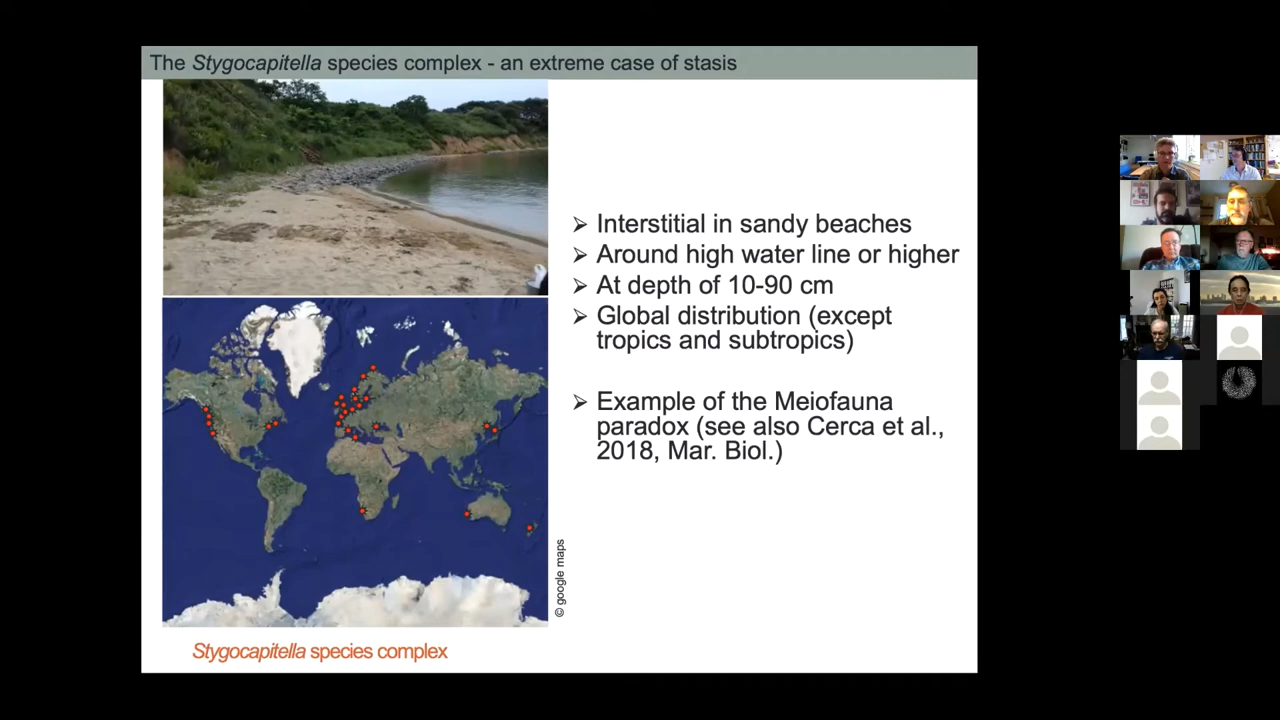 The Stygocapitella species complex - an extreme case of stasis
➢ Interstitial in sandy beaches
➢ Around high water line or higher
➢ At depth of 10-90 cm
➢ Global distribution (except
tropics and subtropics)
➢ Example of the Meiofauna
paradox (see also Cerca et al.,
2018, Mar. Biol.)
© google maps
Stygocapitella species complex